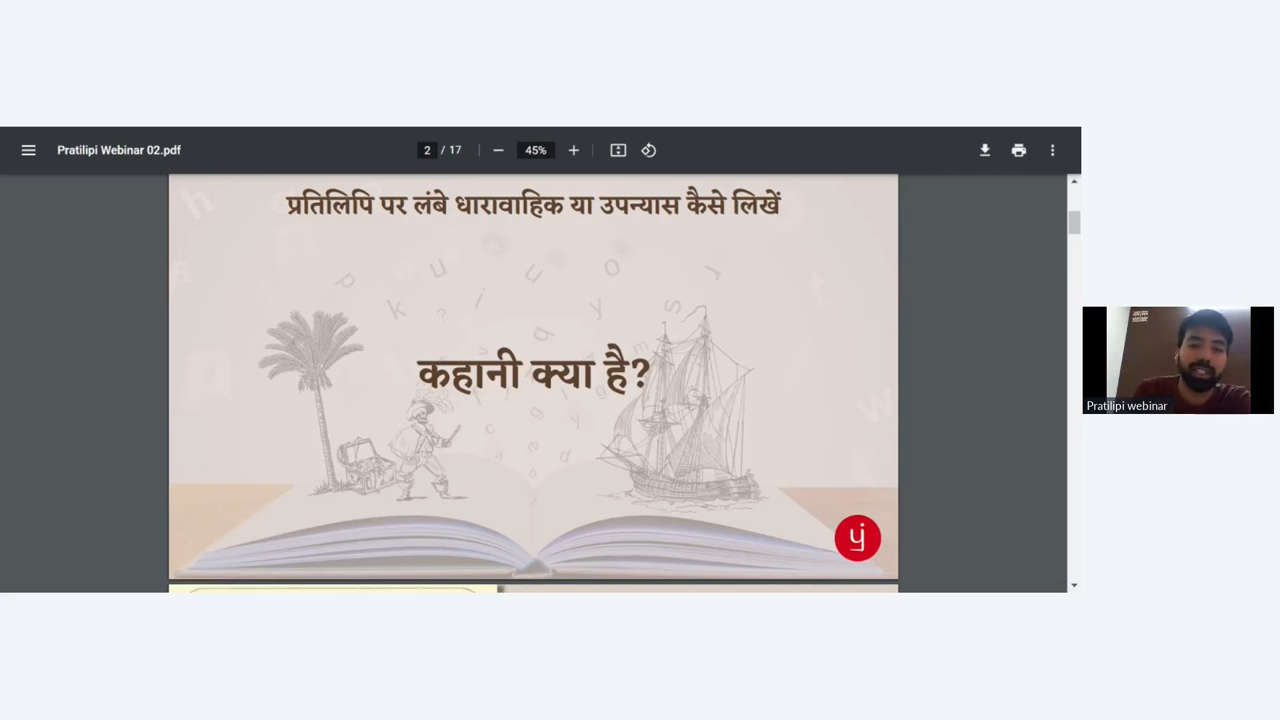 Pratilipi Webinar 02.pdf
2 / 17
45%
प्रतिलिपि पर लंबे धारावाहिक या उपन्यास कैसे लिखें
कहानी क्या है?
Pratilipi webinar